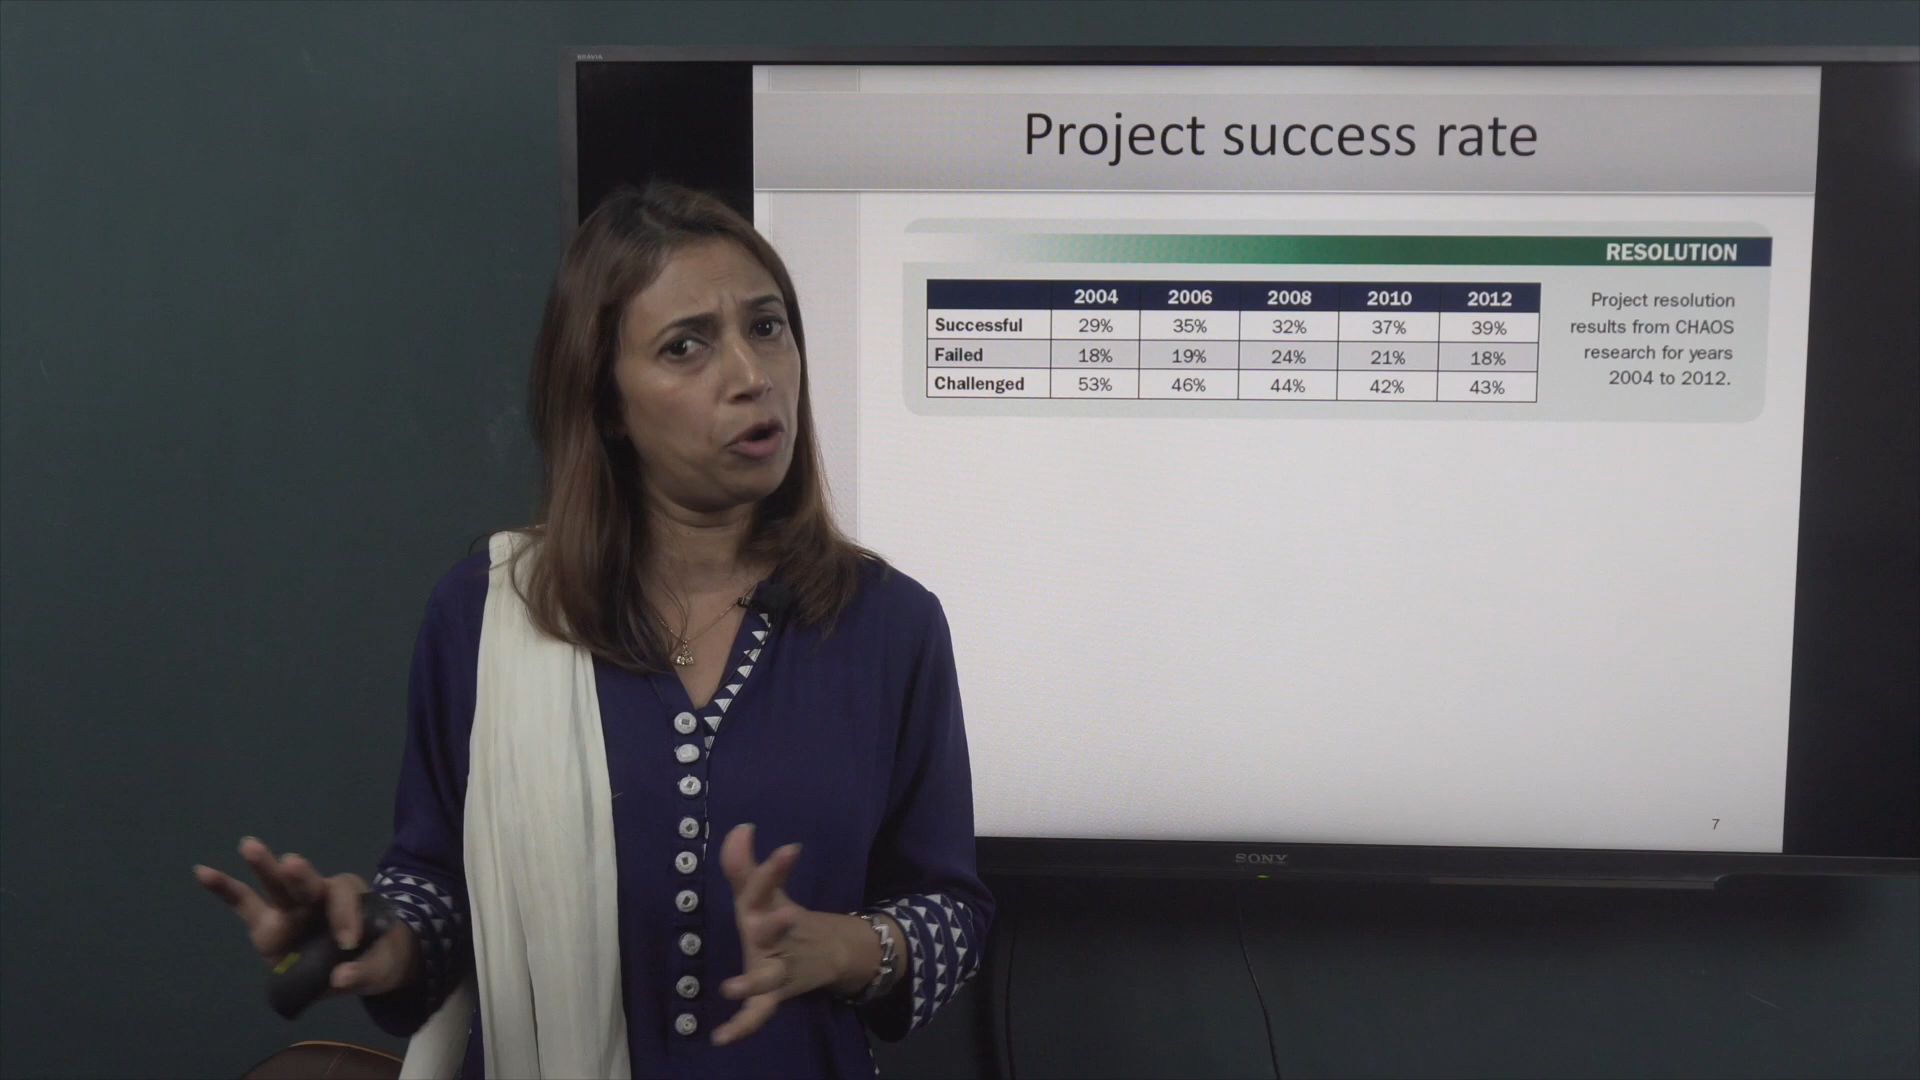 BRAVIA
Project success rate
RESOLUTION
2004 2006 2008 2010 2012
Successful 29% 35% 32% 37% 39%
Failed 18% 19% 24% 21% 18%
Challenged 53% 46% 44% 42% 43%
Project resolution
results from CHAOS
research for years
2004 to 2012.
7
SONY